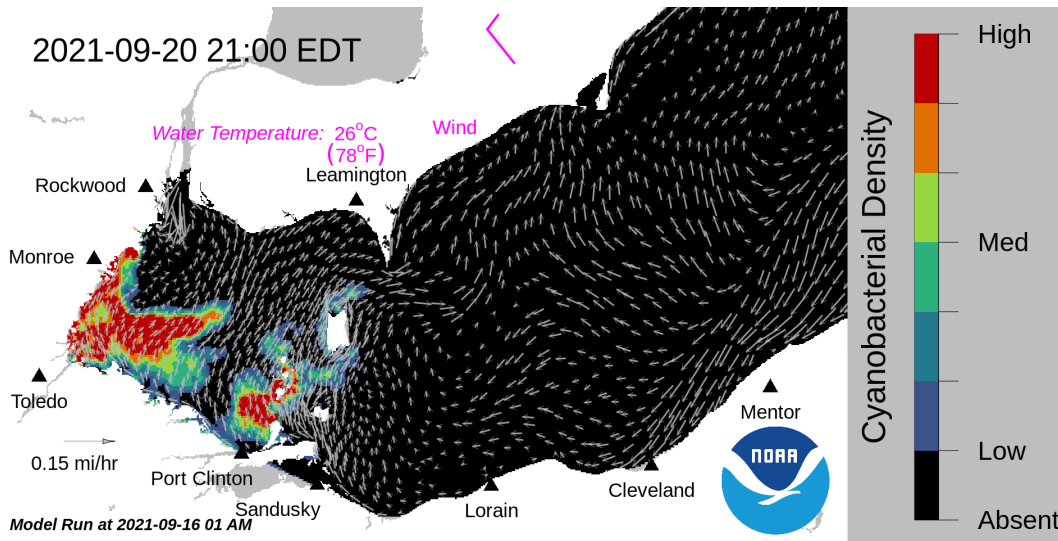 2021-09-20 21:00 EDT
Water Temperature: 26°C
(78°F)
Wind
Leamington
Rockwood
Monroe
Toledo
0.15 mi/hr
Port Clinton
Sandusky
Lorain
Cleveland
Mentor
NOAA
Model Run at 2021-09-16 01 AM
Cyanobacterial Density
High
Med
Low
Absent